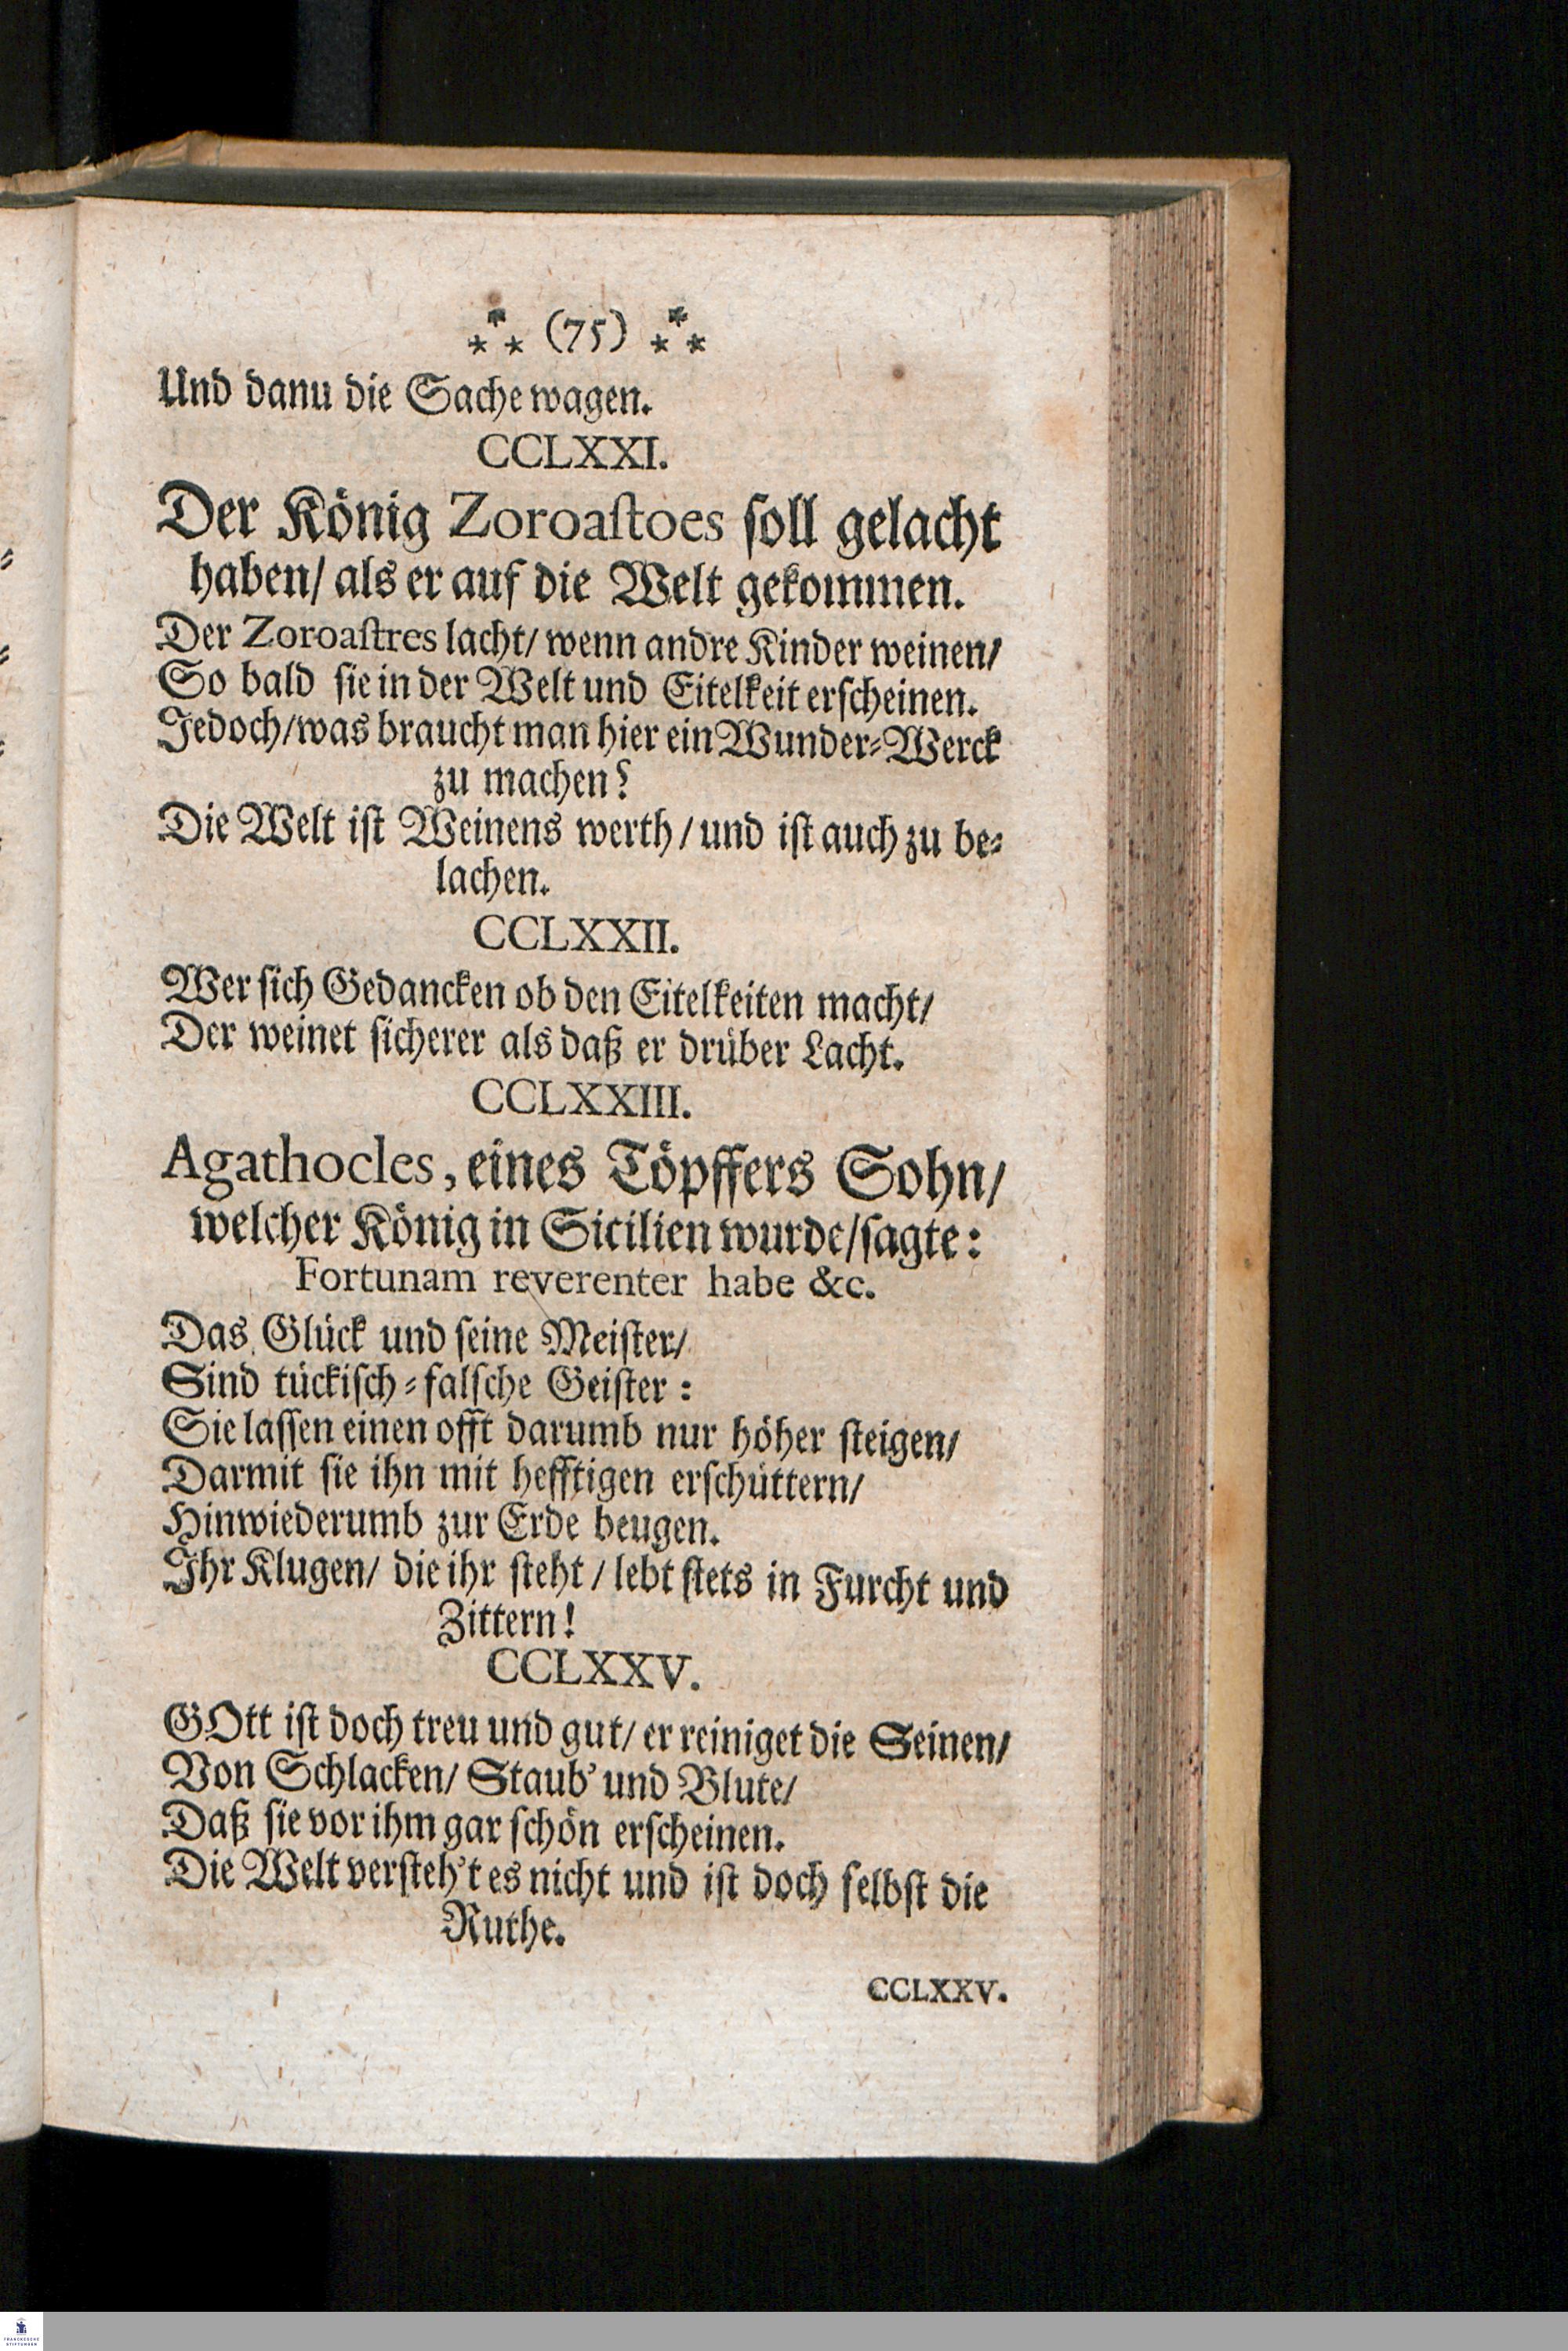 ⁂ (75) ⁂
Und danu die Sache wagen.
CCLXXI.
Der König Zoroaſtoes ſoll gelacht
haben/ als er auf die Welt gekommen.
Der Zoroaſtres lacht/ wenn andre Kinder weinen/
So bald ſie in der Welt und Eitelkeit erſcheinen.
Jedoch/was braucht man hier ein Wunder⸗Werck
zu machen?
Die Welt iſt Weinens werth / und iſt auch zu be⸗
lachen.
CCLXXII.
Wer ſich Gedancken ob den Eitelkeiten macht/
Der weinet ſicherer als daß er drüber Lacht.
CCLXXIII.
Agathocles, eines Töpffers Sohn/
welcher König in Sicilien wurde/ſagte:
Fortunam reverenter habe &c.
Das Glück und ſeine Meiſter/
Sind tückiſch⸗falſche Geiſter:
Sie laſſen einen offt darumb nur höher ſteigen/
Darmit ſie ihn mit hefftigen erſchüttern/
Hinwiederumb zur Erde beugen.
Jhr Klugen/ die ihr ſteht / lebt ſtets in Furcht und
Zittern!
CCLXXV.
GOtt iſt doch treu und gut/ er reiniget die Seinen/
Von Schlacken/ Staub' und Blute/
Daß ſie vor ihm gar ſchön erſcheinen.
Die Welt verſteh't es nicht und iſt doch ſelbſt die
Ruthe.
CCLXXV.
FRANCKESCHE
STIFTUNGEN